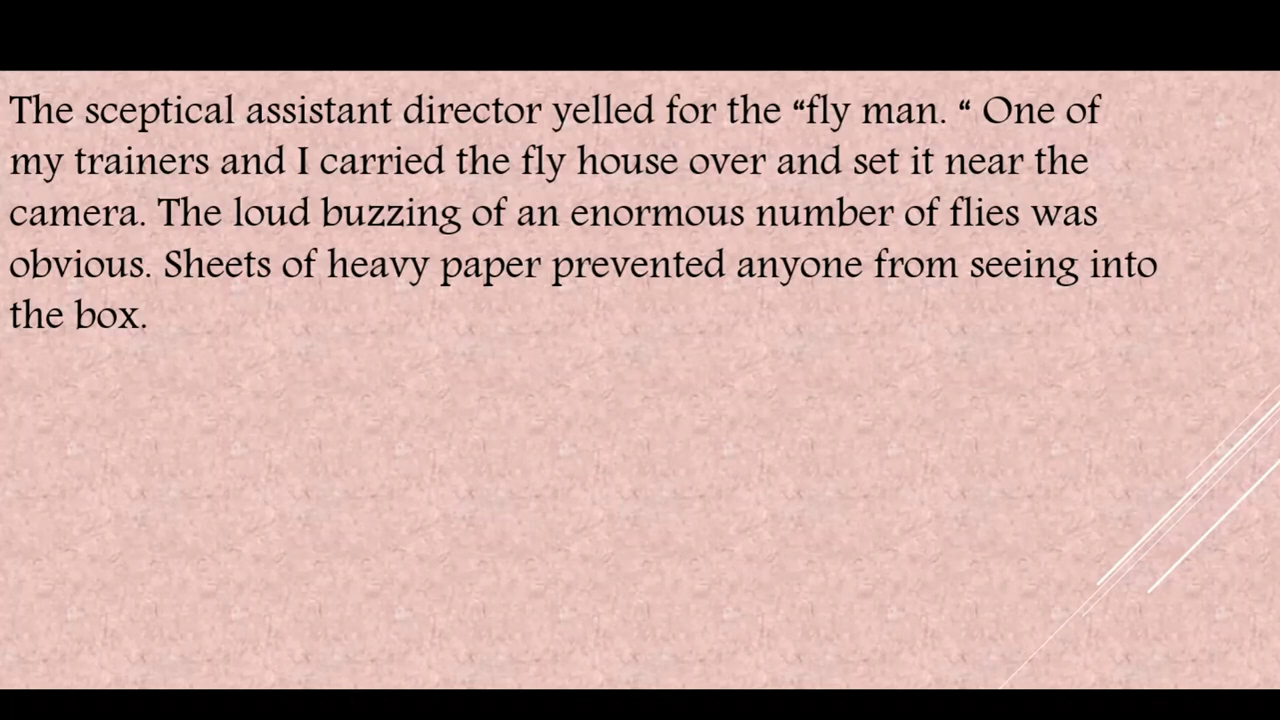 The sceptical assistant director yelled for the “fly man. “ One of
my trainers and I carried the fly house over and set it near the
camera. The loud buzzing of an enormous number of flies was
obvious. Sheets of heavy paper prevented anyone from seeing into
the box.